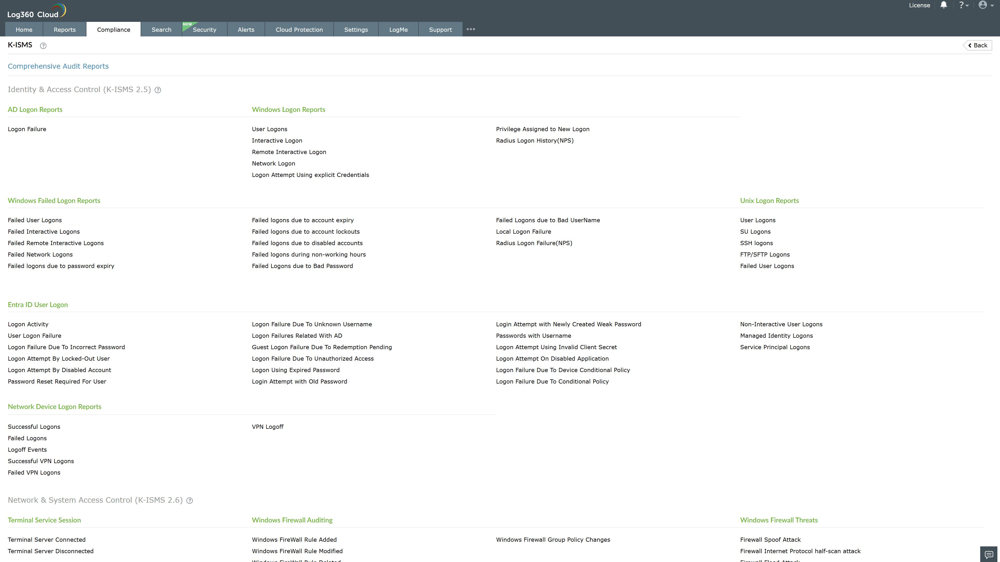 Log360 Cloud
License
?
Home
Reports
Compliance
Search
NEW
Security
Alerts
Cloud Protection
Settings
LogMe
Support
K-ISMS ?
Back
Comprehensive Audit Reports
Identity & Access Control (K-ISMS 2.5) ?
AD Logon Reports
Logon Failure
Windows Logon Reports
User Logons
Interactive Logon
Remote Interactive Logon
Network Logon
Logon Attempt Using explicit Credentials
Privilege Assigned to New Logon
Radius Logon History(NPS)
Windows Failed Logon Reports
Failed User Logons
Failed Interactive Logons
Failed Remote Interactive Logons
Failed Network Logons
Failed logons due to password expiry
Failed logons due to account expiry
Failed logons due to account lockouts
Failed logons due to disabled accounts
Failed logons during non-working hours
Failed Logons due to Bad Password
Failed Logons due to Bad UserName
Local Logon Failure
Radius Logon Failure(NPS)
Unix Logon Reports
User Logons
SU Logons
SSH logons
FTP/SFTP Logons
Failed User Logons
Entra ID User Logon
Logon Activity
User Logon Failure
Logon Failure Due To Incorrect Password
Logon Attempt By Locked-Out User
Logon Attempt By Disabled Account
Password Reset Required For User
Logon Failure Due To Unknown Username
Logon Failures Related With AD
Guest Logon Failure Due To Redemption Pending
Logon Failure Due To Unauthorized Access
Logon Using Expired Password
Login Attempt with Old Password
Login Attempt with Newly Created Weak Password
Passwords with Username
Logon Attempt Using Invalid Client Secret
Logon Attempt On Disabled Application
Logon Failure Due To Device Conditional Policy
Logon Failure Due To Conditional Policy
Non-Interactive User Logons
Managed Identity Logons
Service Principal Logons
Network Device Logon Reports
Successful Logons
Failed Logons
Logoff Events
Successful VPN Logons
Failed VPN Logons
VPN Logoff
Network & System Access Control (K-ISMS 2.6) ?
Terminal Service Session
Terminal Server Connected
Terminal Server Disconnected
Windows Firewall Auditing
Windows FireWall Rule Added
Windows FireWall Rule Modified
Windows FireWall Rule Deleted
Windows Firewall Group Policy Changes
Windows Firewall Threats
Firewall Spoof Attack
Firewall Internet Protocol half-scan attack
Firewall Flood Attack